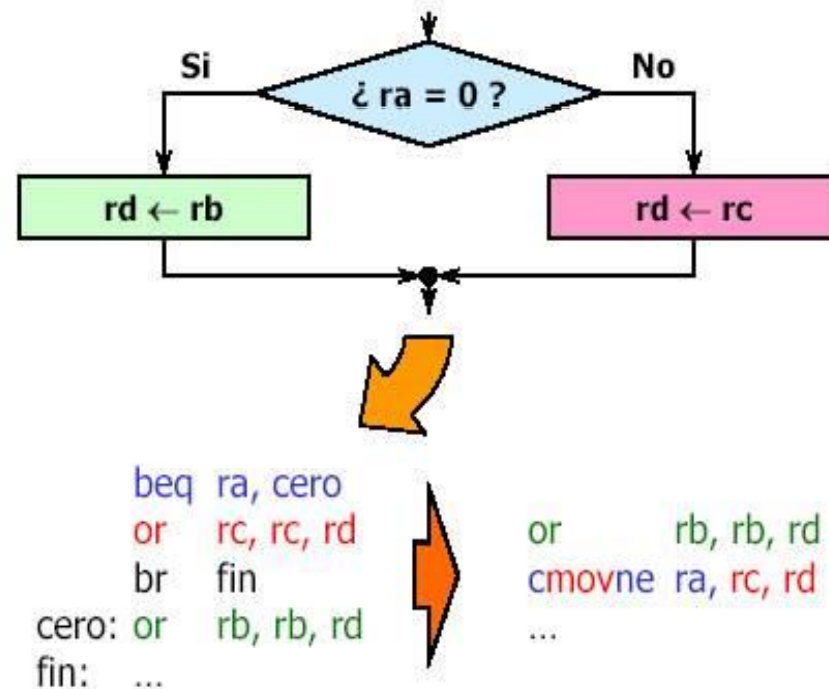 Si
¿ ra = 0 ?
No
rd ← rb
rd ← rc
beq ra, cero
or rc, rc, rd
br fin
cero: or rb, rb, rd
fin: ...
or rb, rb, rd
cmovne ra, rc, rd
...